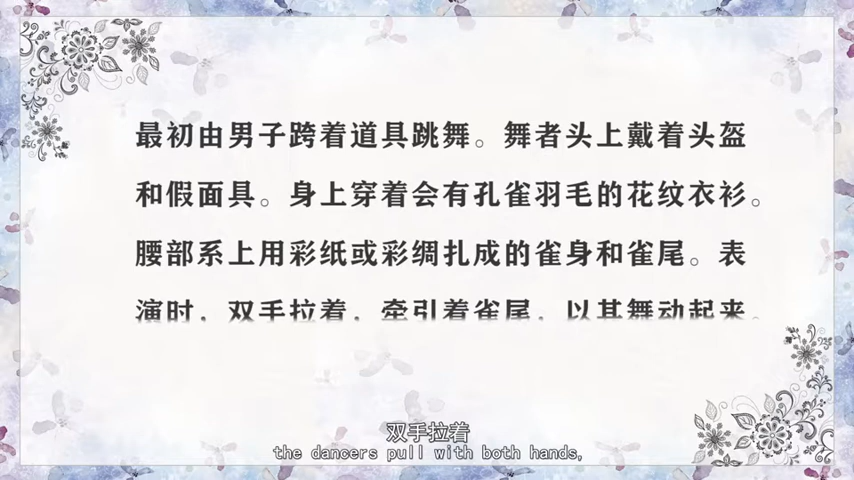 最初由男子跨着道具跳舞。舞者头上戴着头盔
和假面具。身上穿着会有孔雀羽毛的花纹衣衫。
腰部系上用彩纸或彩绸扎成的雀身和雀尾。表
演时，双手拉着，牵引着雀尾，以其舞动起来。
双手拉着
the dancers pull with both hands,